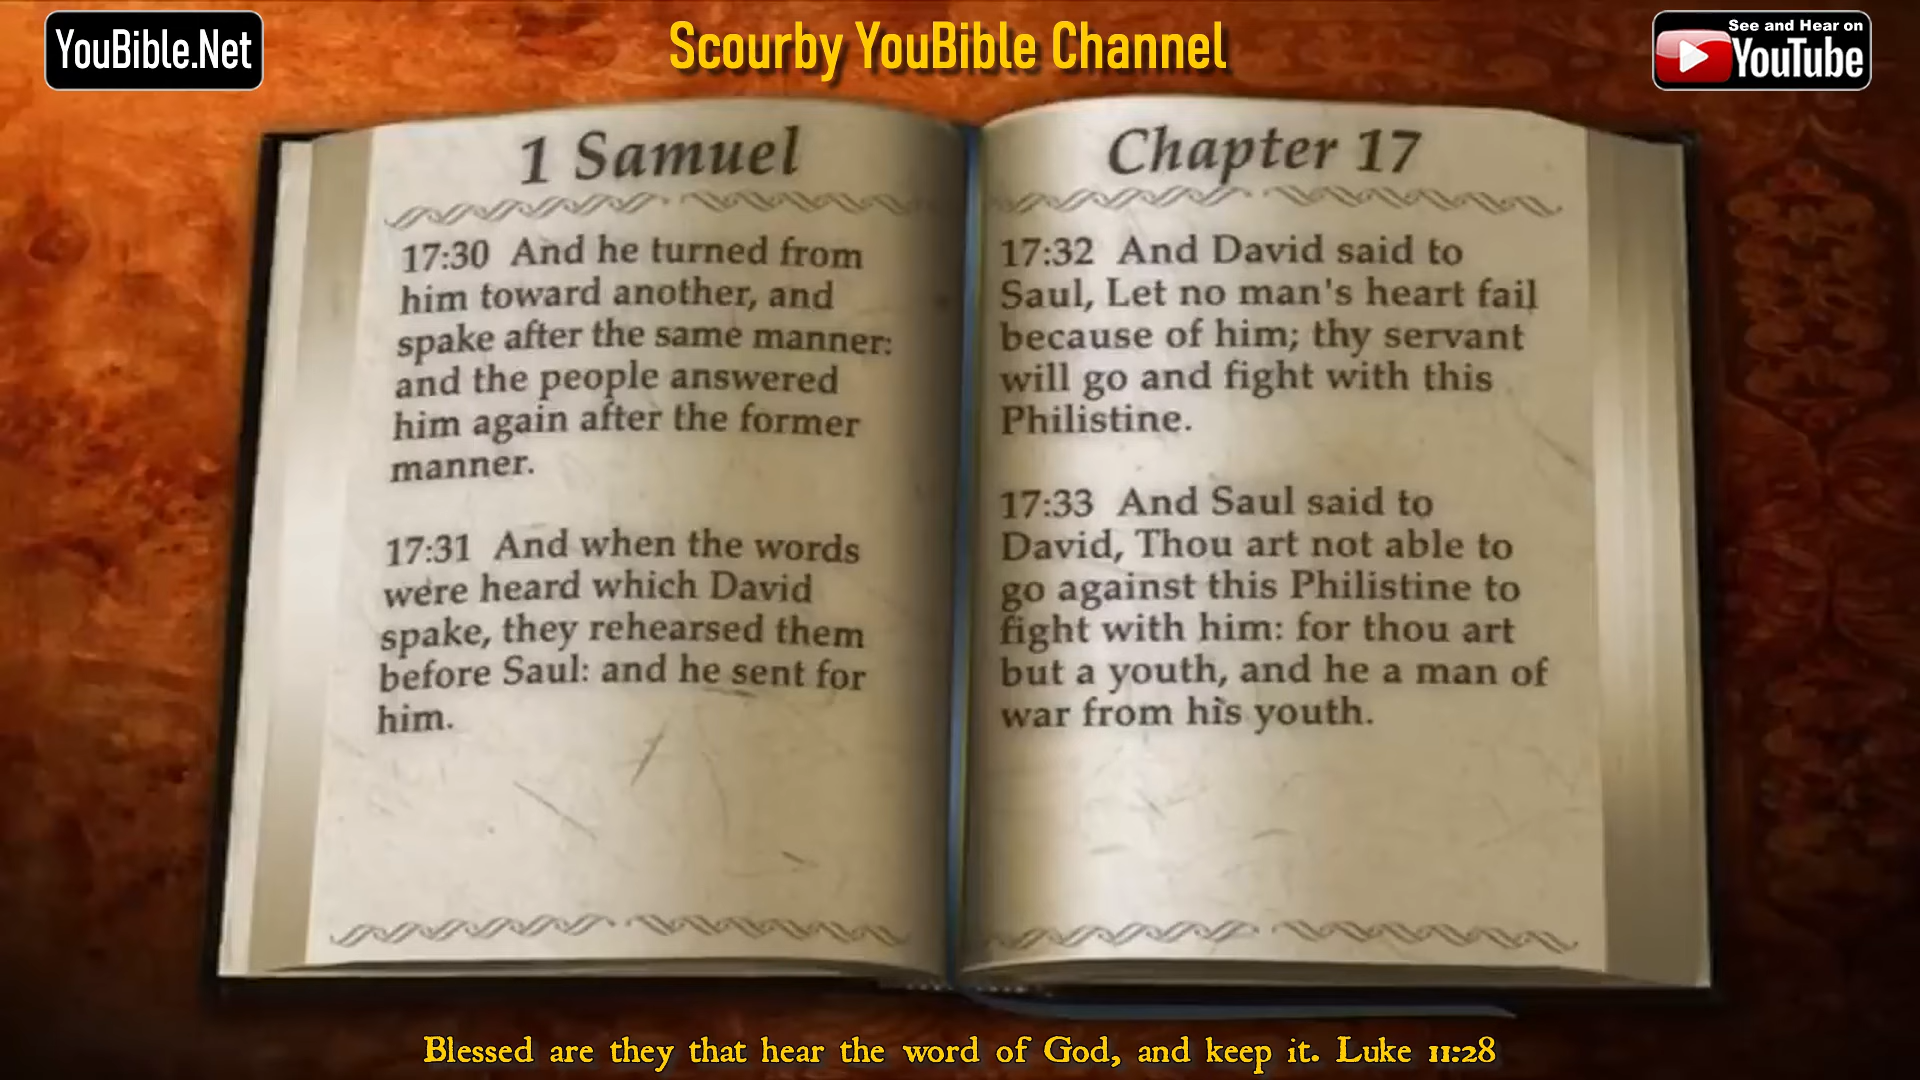 YouBible.Net
Scourby YouBible Channel
See and Hear on
YouTube
1 Samuel
17:30 And he turned from
him toward another, and
spake after the same manner:
and the people answered
him again after the former
manner.
17:31 And when the words
were heard which David
spake, they rehearsed them
before Saul: and he sent for
him.
Chapter 17
17:32 And David said to
Saul, Let no man's heart fail
because of him; thy servant
will go and fight with this
Philistine.
17:33 And Saul said to
David, Thou art not able to
go against this Philistine to
fight with him: for thou art
but a youth, and he a man of
war from his youth.
Blessed are they that hear the word of God, and keep it. Luke 11:28